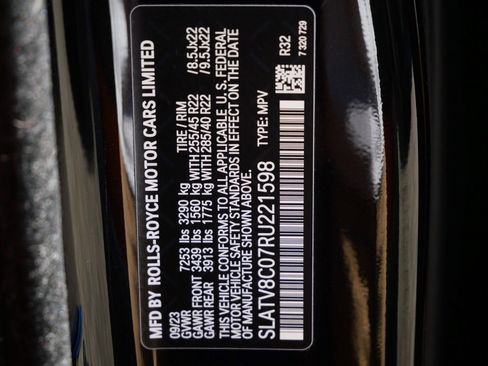 MFD BY ROLLS-ROYCE MOTOR CARS LIMITED
09/23 TIRE / RIM
GVWR 7253 lbs 3290 kg
GAWR FRONT 3439 lbs 1560 kg WITH 255/45 R22 / 8.5Jx22
GAWR REAR 3913 lbs 1775 kg WITH 285/40 R22 / 9.5Jx22
THIS VEHICLE CONFORMS TO ALL APPLICABLE U.S. FEDERAL
MOTOR VEHICLE SAFETY STANDARDS IN EFFECT ON THE DATE
OF MANUFACTURE SHOWN ABOVE.
SLATV8C07RU221598 TYPE: MPV
R32
7 320 729